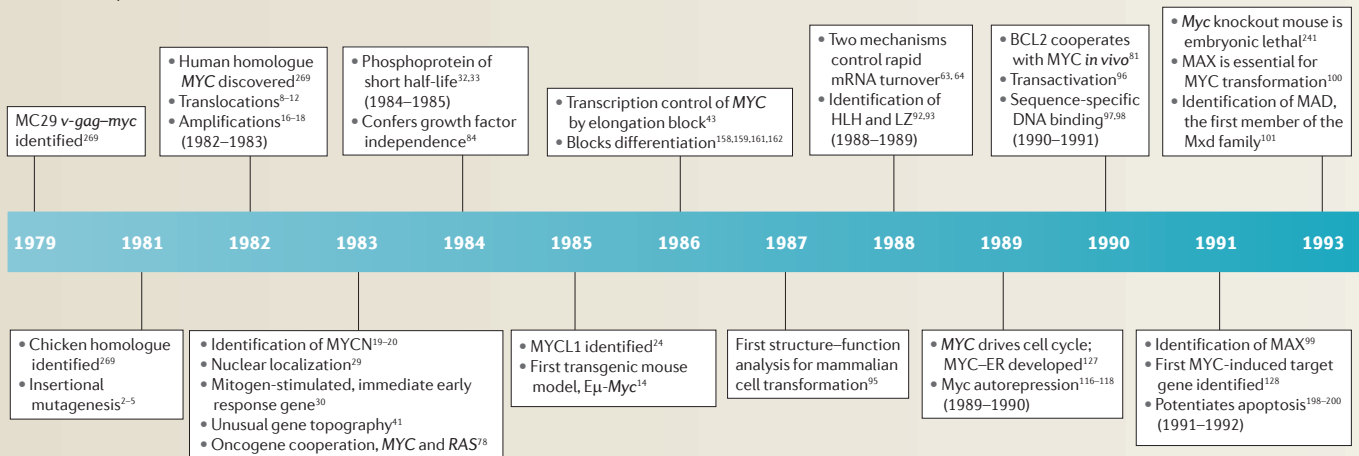 MC29 v-gag–myc
identified269
• Human homologue
MYC discovered269
• Translocations8–12
• Amplifications16–18
(1982–1983)
• Phosphoprotein of
short half-life32,33
(1984–1985)
• Confers growth factor
independence84
• Transcription control of MYC
by elongation block43
• Blocks differentiation158,159,161,162
• Two mechanisms
control rapid
mRNA turnover63, 64
• Identification of
HLH and LZ92,93
(1988–1989)
• BCL2 cooperates
with MYC in vivo81
• Transactivation96
• Sequence-specific
DNA binding97,98
(1990–1991)
• Myc knockout mouse is
embryonic lethal241
• MAX is essential for
MYC transformation100
• Identification of MAD,
the first member of the
Mxd family101
1979 1981 1982 1983 1984 1985 1986 1987 1988 1989 1990 1991 1993
• Chicken homologue
identified269
• Insertional
mutagenesis2–5
• Identification of MYCN19–20
• Nuclear localization29
• Mitogen-stimulated, immediate early
response gene30
• Unusual gene topography41
• Oncogene cooperation, MYC and RAS78
• MYCL1 identified24
• First transgenic mouse
model, Eμ-Myc14
First structure–function
analysis for mammalian
cell transformation95
• MYC drives cell cycle;
MYC–ER developed127
• Myc autorepression116–118
(1989–1990)
• Identification of MAX99
• First MYC-induced target
gene identified128
• Potentiates apoptosis198–200
(1991–1992)